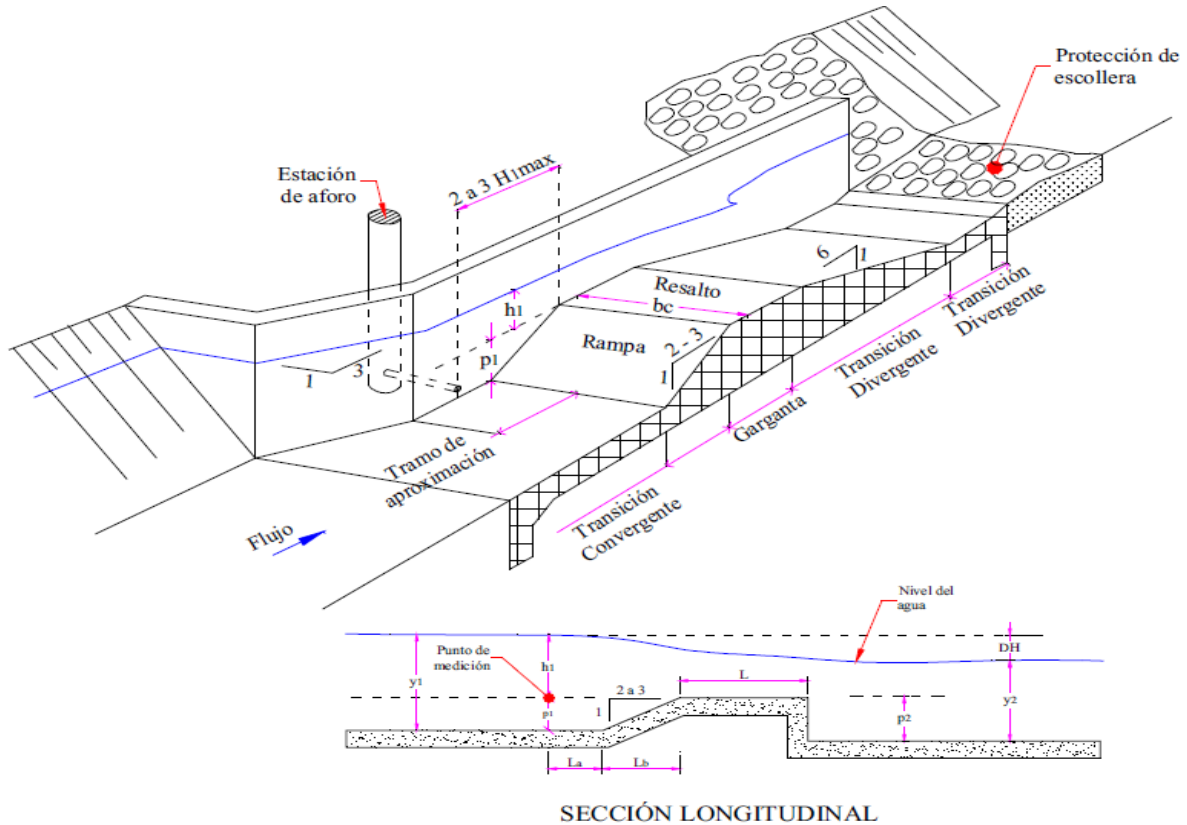 Protección de
escollera
Estación
de aforo
2 a 3 H1max
h1
p1
1
3
Resalto
bc
Rampa
2 - 3
1
6
1
Tramo de
aproximación
Flujo
Transición
Convergente
Garganta
Transición
Divergente
Transición
Divergente
Nivel del
agua
Punto de
medición
y1
h1
p1
2 a 3
1
L
DH
y2
p2
La
Lb
SECCIÓN LONGITUDINAL